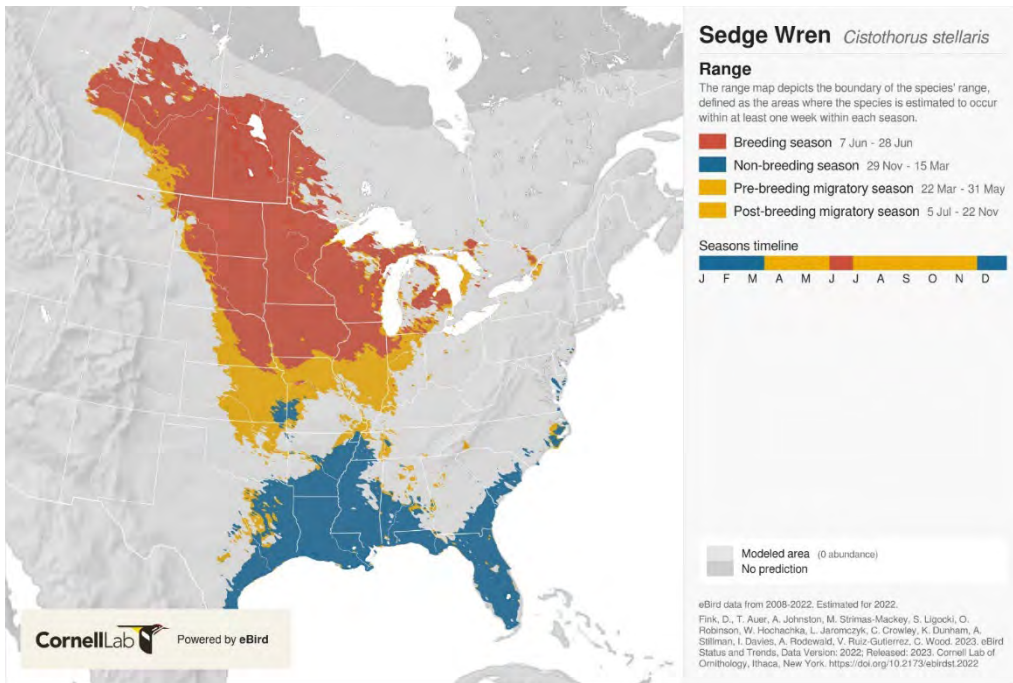 Sedge Wren Cistothorus stellaris
Range
The range map depicts the boundary of the species' range,
defined as the areas where the species is estimated to occur
within at least one week within each season.
Breeding season 7 Jun - 28 Jun
Non-breeding season 29 Nov - 15 Mar
Pre-breeding migratory season 22 Mar - 31 May
Post-breeding migratory season 5 Jul - 22 Nov
Seasons timeline
J F M A M J J A S O N D
Modeled area (0 abundance)
No prediction
eBird data from 2008-2022. Estimated for 2022.
Fink, D., T. Auer, A. Johnston, M. Strimas-Mackey, S. Ligocki, O.
Robinson, W. Hochachka, L. Jaromczyk, C. Crowley, K. Dunham, A.
Stillman, I. Davies, A. Rodewald, V. Ruiz-Gutierrez, C. Wood. 2023. eBird
Status and Trends, Data Version: 2022; Released: 2023. Cornell Lab of
Ornithology, Ithaca, New York. https://doi.org/10.2173/ebirdst.2022
CornellLab Powered by eBird